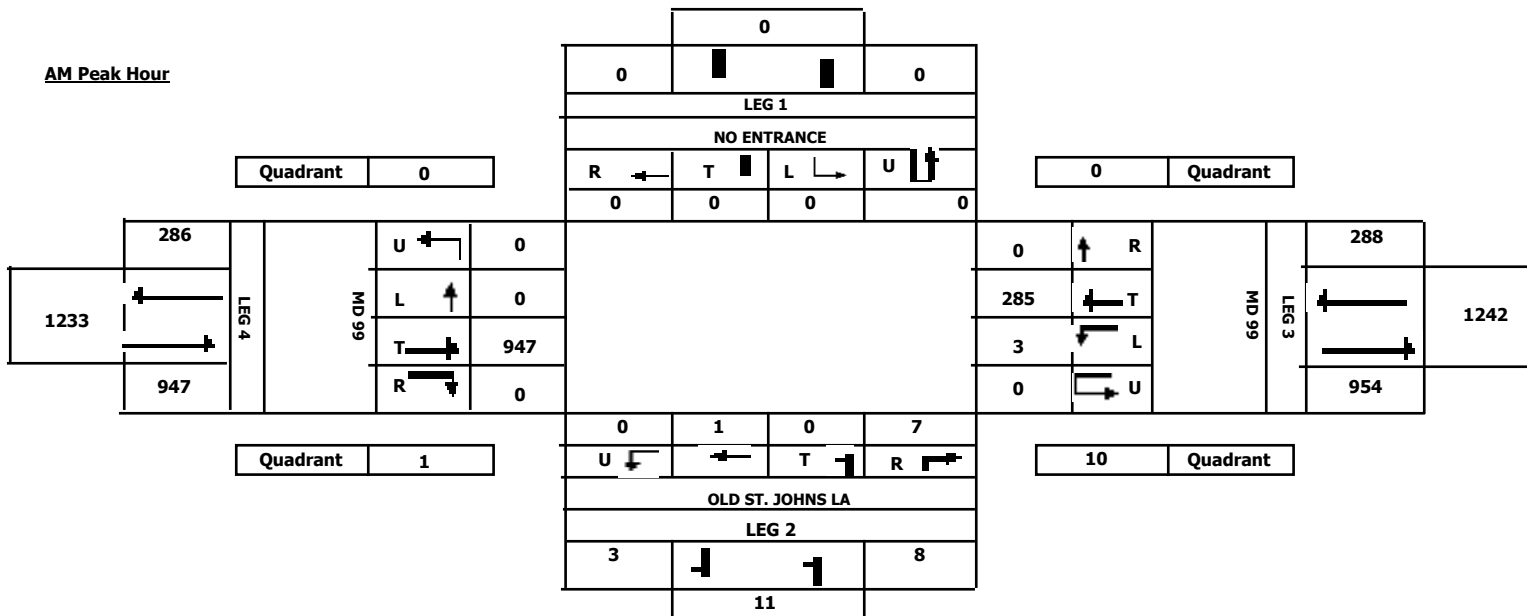 0
AM Peak Hour
0 0
LEG 1
NO ENTRANCE
Quadrant 0
R T L U
0 Quadrant
0 0 0 0
286 U 0
0 R 288
1233 LEG 4 MD 99 L 0
285 T MD 99 LEG 3 1242
T 947
3 L
947 R 0
0 U 954
0 1 0 7
Quadrant 1
U T R
10 Quadrant
OLD ST. JOHNS LA
LEG 2
3 8
11